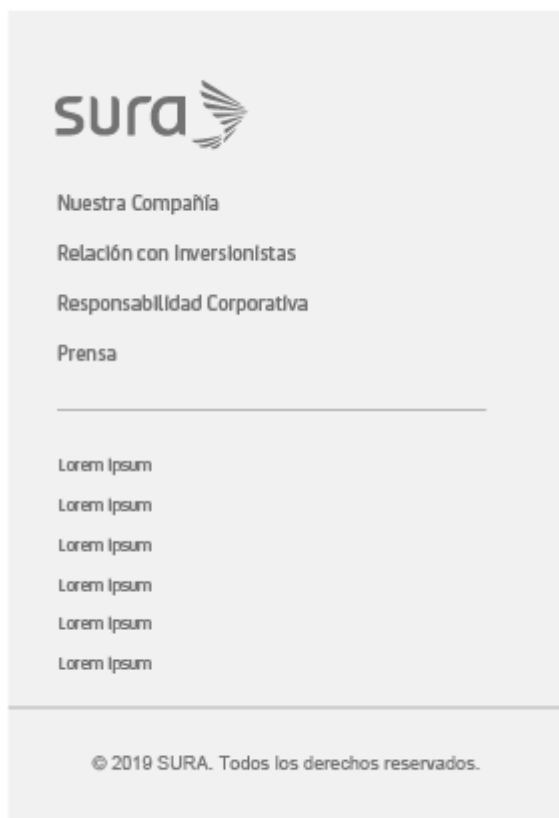 sura
Nuestra Compañía
Relación con Inversionistas
Responsabilidad Corporativa
Prensa
Lorem Ipsum
Lorem Ipsum
Lorem Ipsum
Lorem Ipsum
Lorem Ipsum
Lorem Ipsum
© 2019 SURA. Todos los derechos reservados.